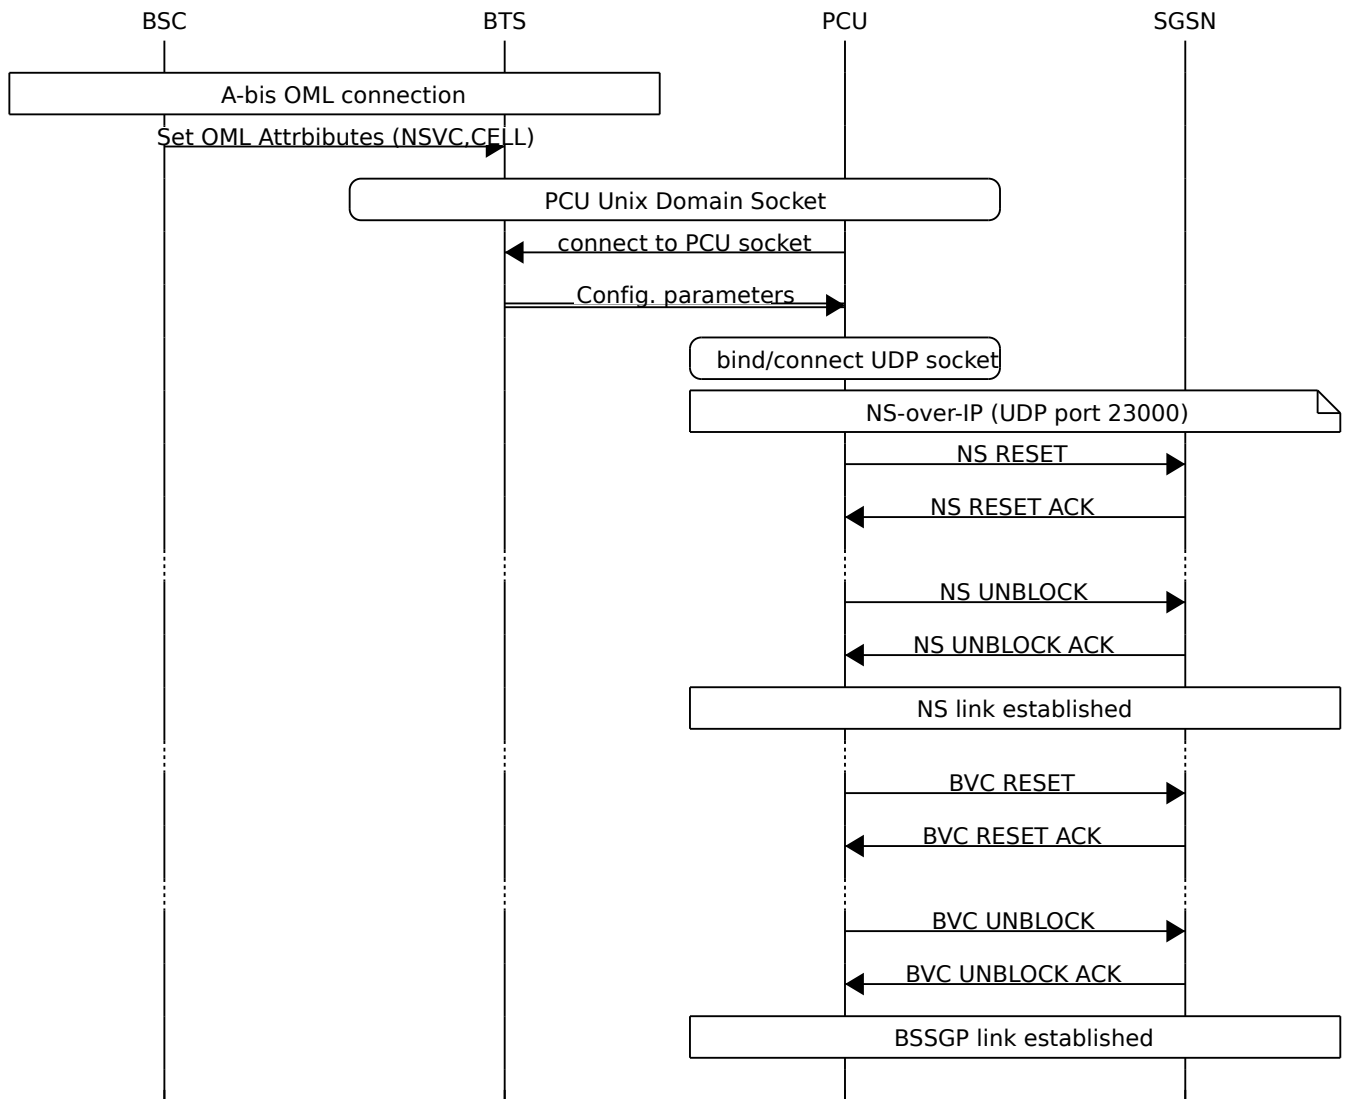 BSC BTS PCU SGSN
A-bis OML connection
Set OML Attrbibutes (NSVC,CELL)
PCU Unix Domain Socket
connect to PCU socket
Config. parameters
bind/connect UDP socket
NS-over-IP (UDP port 23000)
NS RESET
NS RESET ACK
NS UNBLOCK
NS UNBLOCK ACK
NS link established
BVC RESET
BVC RESET ACK
BVC UNBLOCK
BVC UNBLOCK ACK
BSSGP link established